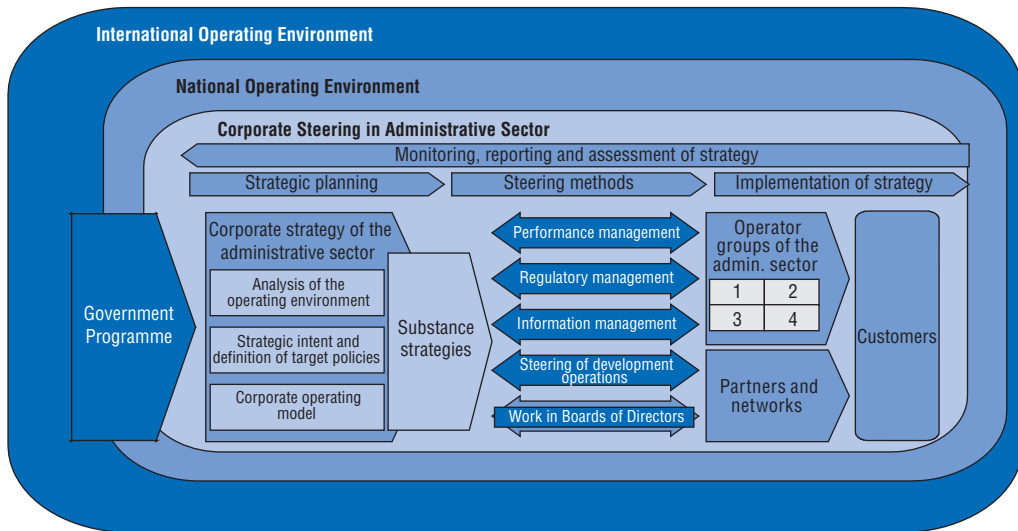 International Operating Environment
National Operating Environment
Corporate Steering in Administrative Sector
Monitoring, reporting and assessment of strategy
Strategic planning
Steering methods
Implementation of strategy
Government
Programme
Corporate strategy of the
administrative sector
Analysis of the
operating environment
Strategic intent and
definition of target policies
Corporate operating
model
Substance
strategies
Performance management
Regulatory management
Information management
Steering of development
operations
Work in Boards of Directors
Operator
groups of the
admin. sector
1 2
3 4
Partners and
networks
Customers